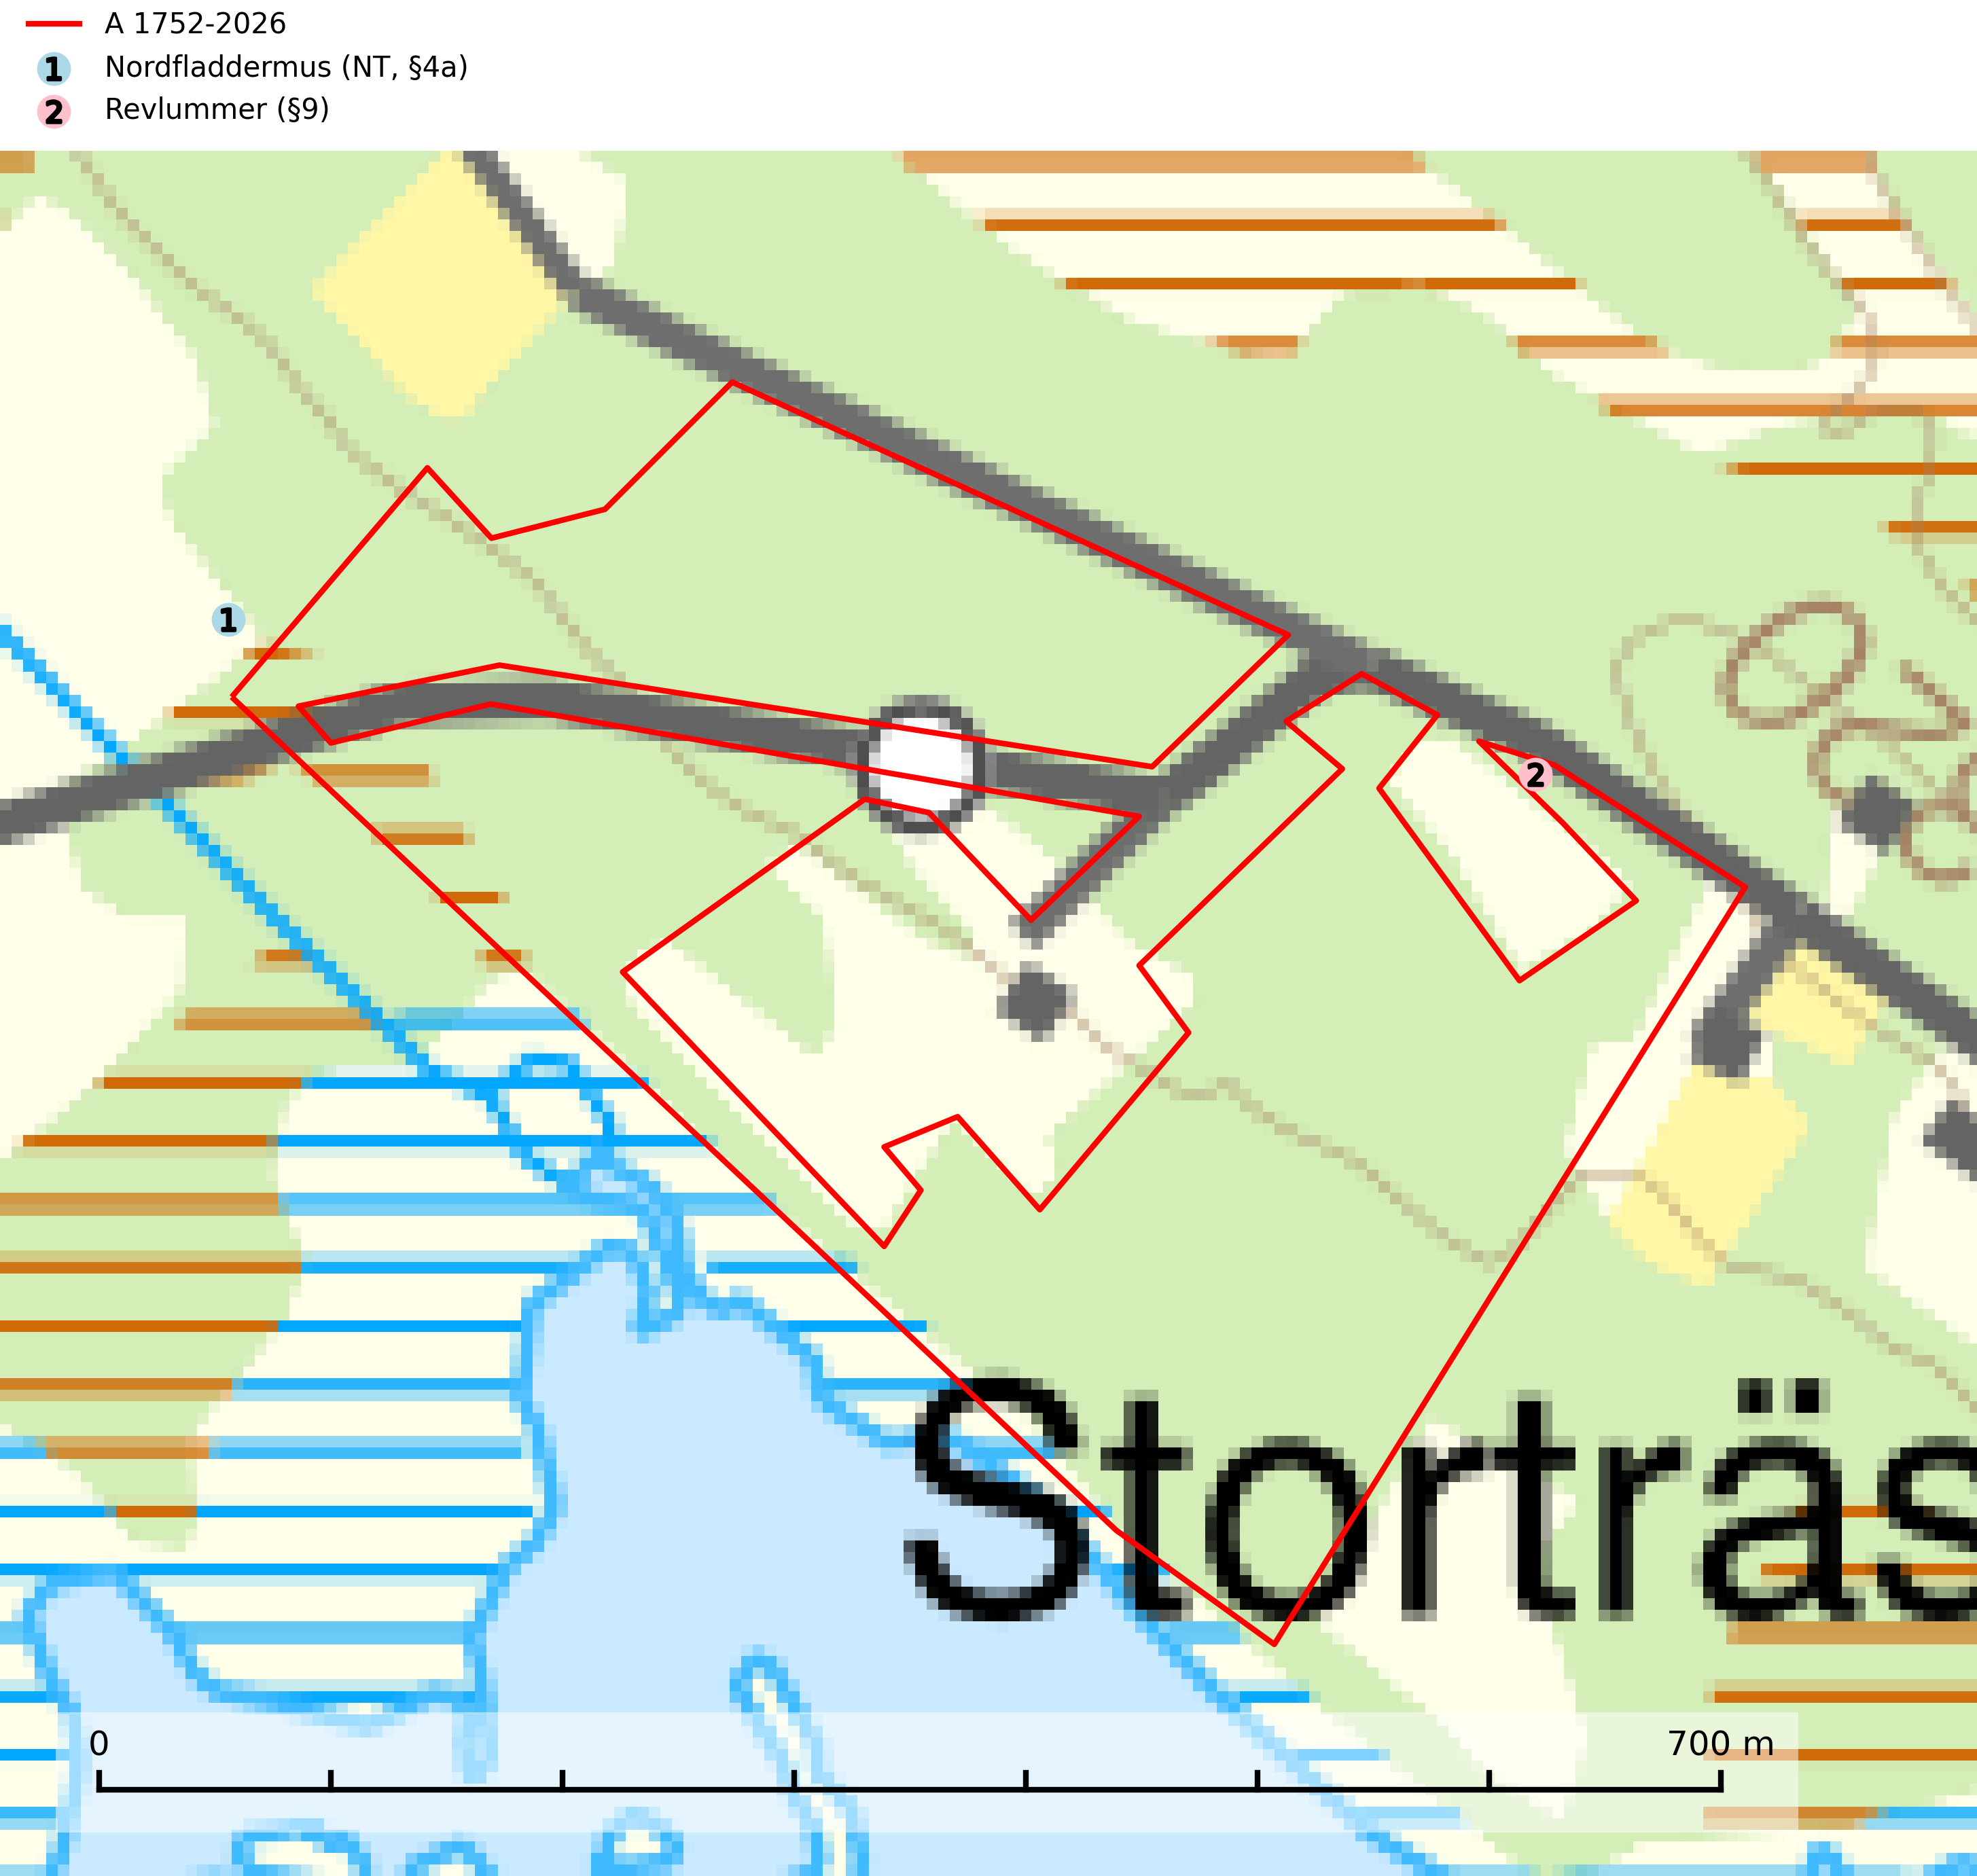 A 1752-2026
1 Nordfladdermus (NT, §4a)
2 Revlummer (§9)
1
2
Storträs
0 700 m